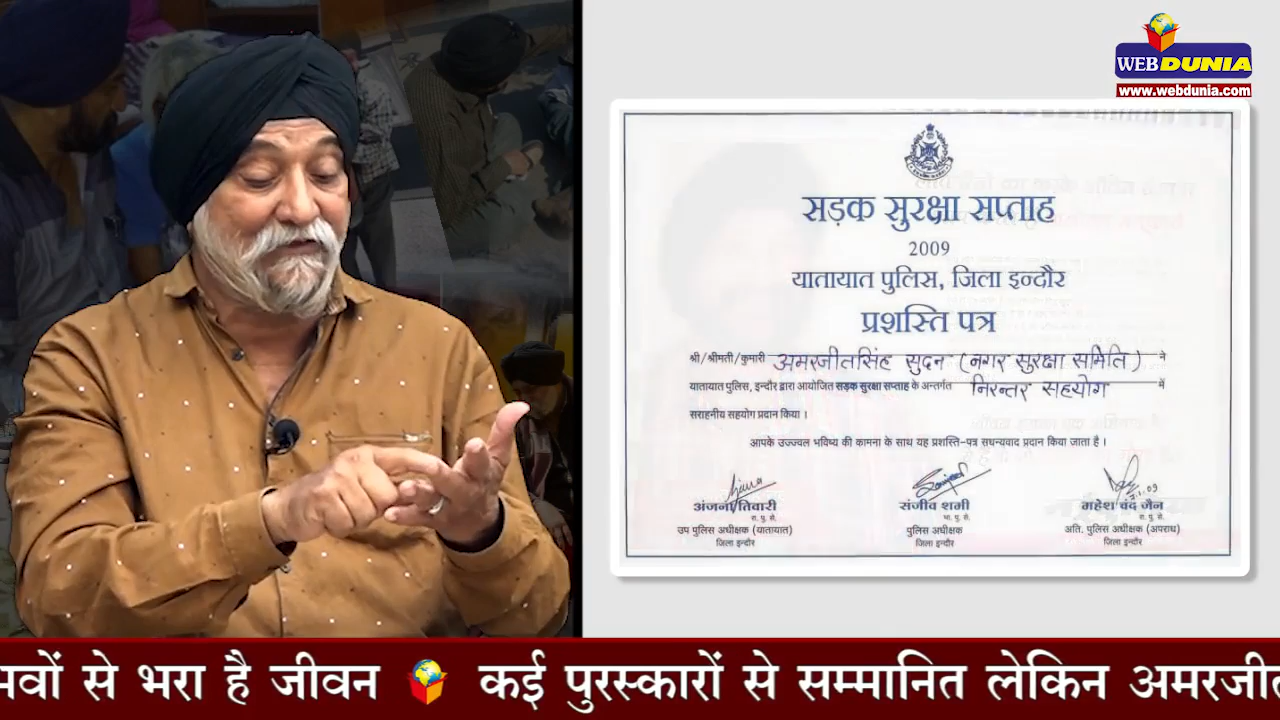 WEBDUNIA
www.webdunia.com
सड़क सुरक्षा सप्ताह
2009
यातायात पुलिस, जिला इन्दौर
प्रशस्ति पत्र
श्री/श्रीमती/कुमारी अमरजीतसिंह सुदन (नगर सुरक्षा समिति) ने
यातायात पुलिस, इन्दौर द्वारा आयोजित सड़क सुरक्षा सप्ताह के अन्तर्गत निरन्तर सहयोग में
सराहनीय सहयोग प्रदान किया ।
आपके उज्ज्वल भविष्य की कामना के साथ यह प्रशस्ति-पत्र सधन्यवाद प्रदान किया जाता है ।
अंजना तिवारी संजीव शमी महेश चंद जैन
रा. पु. से. भा. पु. से. रा. पु. से.
उप पुलिस अधीक्षक (यातायात) पुलिस अधीक्षक अति. पुलिस अधीक्षक (अपराध)
जिला इन्दौर जिला इन्दौर जिला इन्दौर
भवों से भरा है जीवन कई पुरस्कारों से सम्मानित लेकिन अमरजीत